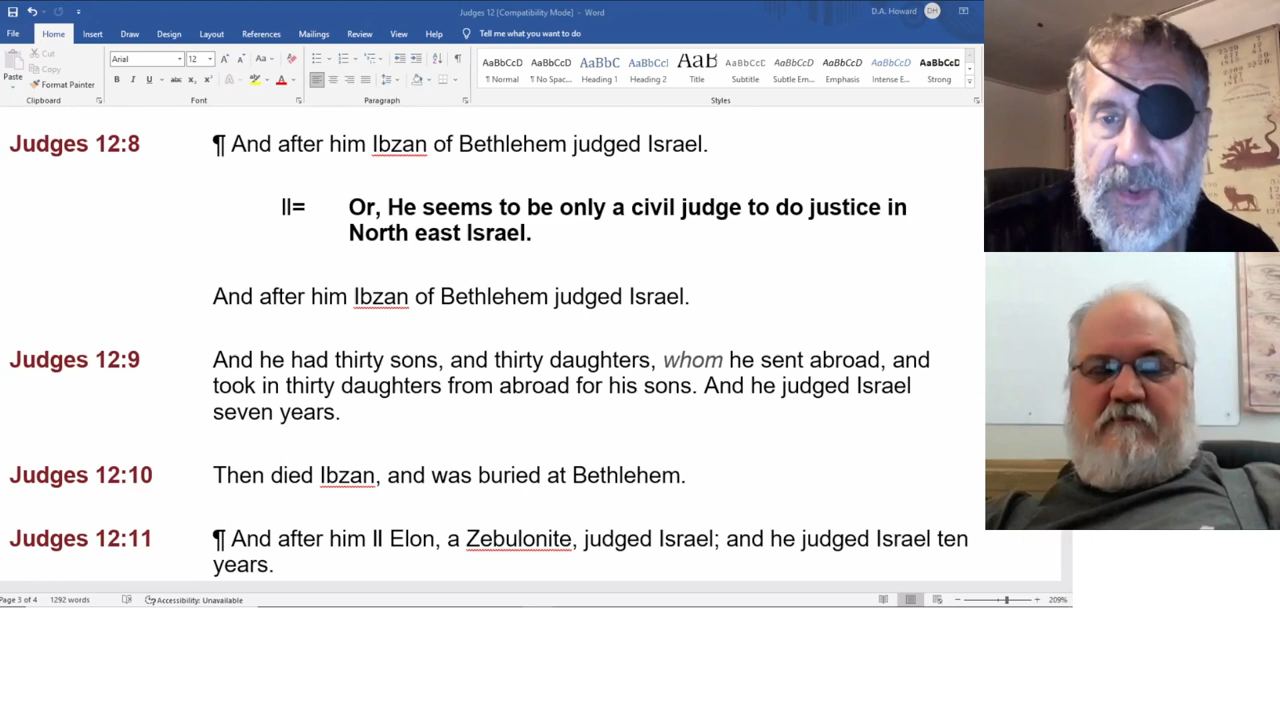 Judges 12 [Compatibility Mode] - Word
D.A. Howard DH
File Home Insert Draw Design Layout References Mailings Review View Help Tell me what you want to do
Paste
Cut
Copy
Format Painter
Clipboard
Arial 12
Font
Paragraph
AaBbCcD AaBbCcD AaBbC AaBbCcI AaB AaBbCcD AaBbCcD AaBbCcD AaBbCcD AaBbCcD
¶ Normal ¶ No Spac... Heading 1 Heading 2 Title Subtitle Subtle Em... Emphasis Intense E... Strong
Styles
Judges 12:8 ¶ And after him Ibzan of Bethlehem judged Israel.
ǁ= Or, He seems to be only a civil judge to do justice in
North east Israel.
And after him Ibzan of Bethlehem judged Israel.
Judges 12:9 And he had thirty sons, and thirty daughters, whom he sent abroad, and
took in thirty daughters from abroad for his sons. And he judged Israel
seven years.
Judges 12:10 Then died Ibzan, and was buried at Bethlehem.
Judges 12:11 ¶ And after him ǁ Elon, a Zebulonite, judged Israel; and he judged Israel ten
years.
Page 3 of 4 1292 words Accessibility: Unavailable 209%